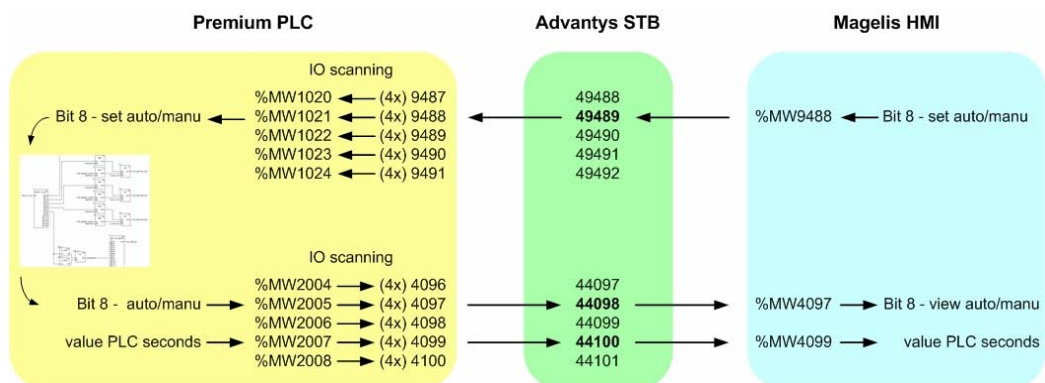 Premium PLC Advantys STB Magelis HMI
IO scanning
%MW1020 (4x) 9487 49488
Bit 8 - set auto/manu %MW1021 (4x) 9488 49489 %MW9488 Bit 8 - set auto/manu
%MW1022 (4x) 9489 49490
%MW1023 (4x) 9490 49491
%MW1024 (4x) 9491 49492
IO scanning
%MW2004 (4x) 4096 44097
Bit 8 - auto/manu %MW2005 (4x) 4097 44098 %MW4097 Bit 8 - view auto/manu
%MW2006 (4x) 4098 44099
value PLC seconds %MW2007 (4x) 4099 44100 %MW4099 value PLC seconds
%MW2008 (4x) 4100 44101